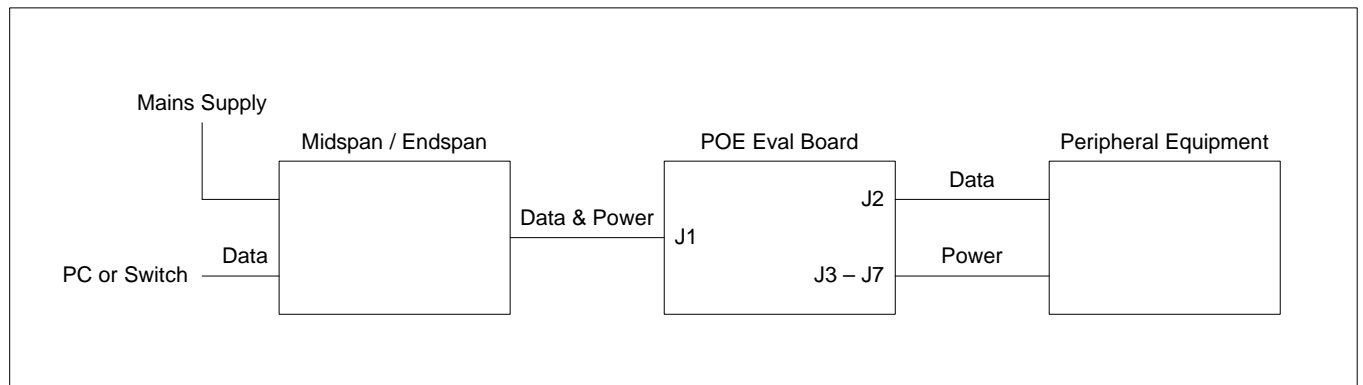 Mains Supply
Midspan / Endspan
POE Eval Board
Peripheral Equipment
J2
Data
Data & Power
J1
PC or Switch
Data
J3 – J7
Power